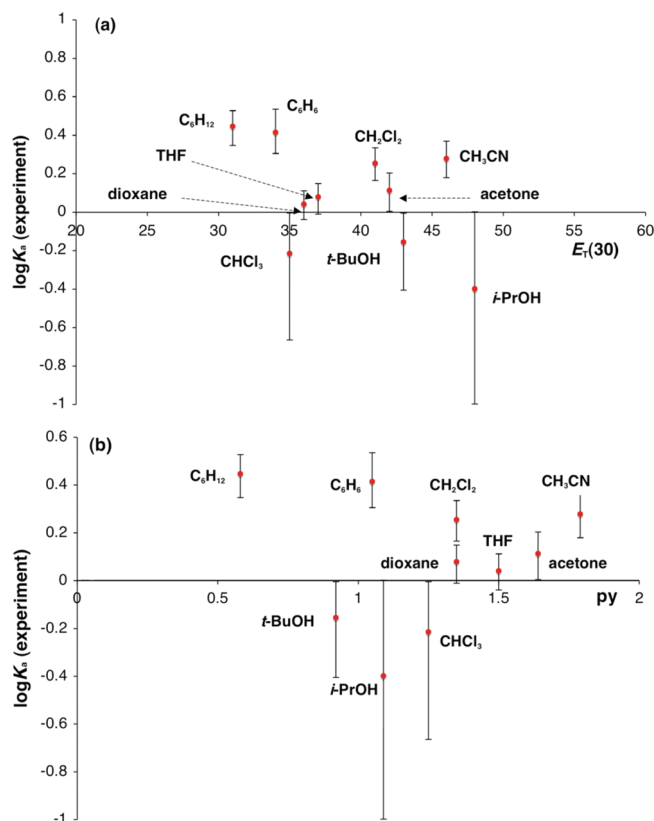 (a)
1
0.8
0.6
0.4
0.2
0
-0.2
-0.4
-0.6
-0.8
-1
logKₐ (experiment)
C₆H₁₂
C₆H₆
CH₂Cl₂
CH₃CN
THF
dioxane
acetone
20 25 30 35 40 45 50 55 60
E_T(30)
CHCl₃
t-BuOH
i-PrOH
(b)
0.6
0.4
0.2
0
-0.2
-0.4
-0.6
-0.8
-1
logKₐ (experiment)
C₆H₁₂
C₆H₆
CH₂Cl₂
CH₃CN
THF
dioxane
acetone
0 0.5 1 1.5 2
py
t-BuOH
CHCl₃
i-PrOH